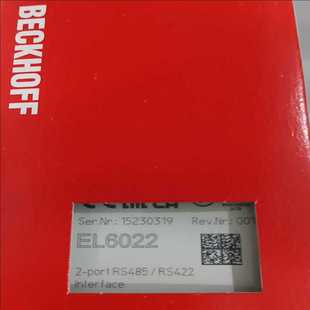 BECKHOFF
Ser.Nr: 15230319 Rev.Nr: 001
EL6022
2-port RS485 / RS422
interface